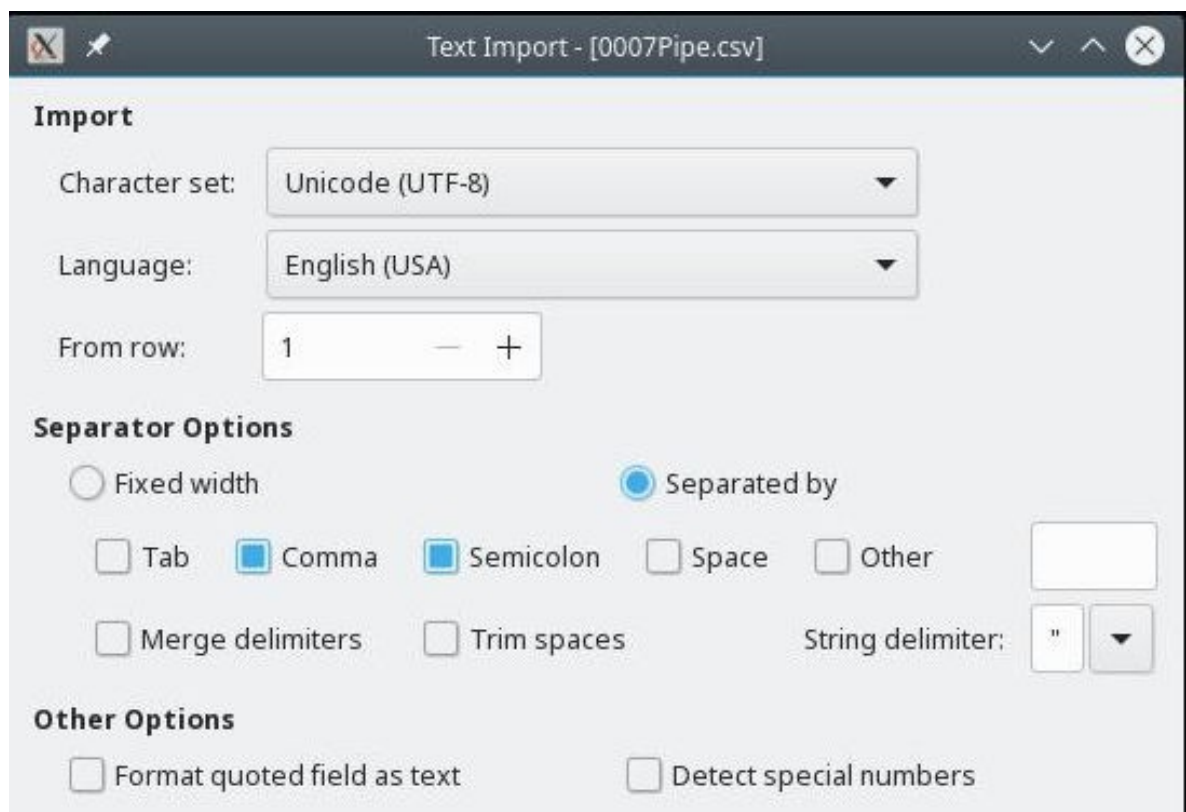 Text Import - [0007Pipe.csv]
Import
Character set: Unicode (UTF-8)
Language: English (USA)
From row: 1
Separator Options
Fixed width Separated by
Tab Comma Semicolon Space Other
Merge delimiters Trim spaces String delimiter: "
Other Options
Format quoted field as text Detect special numbers